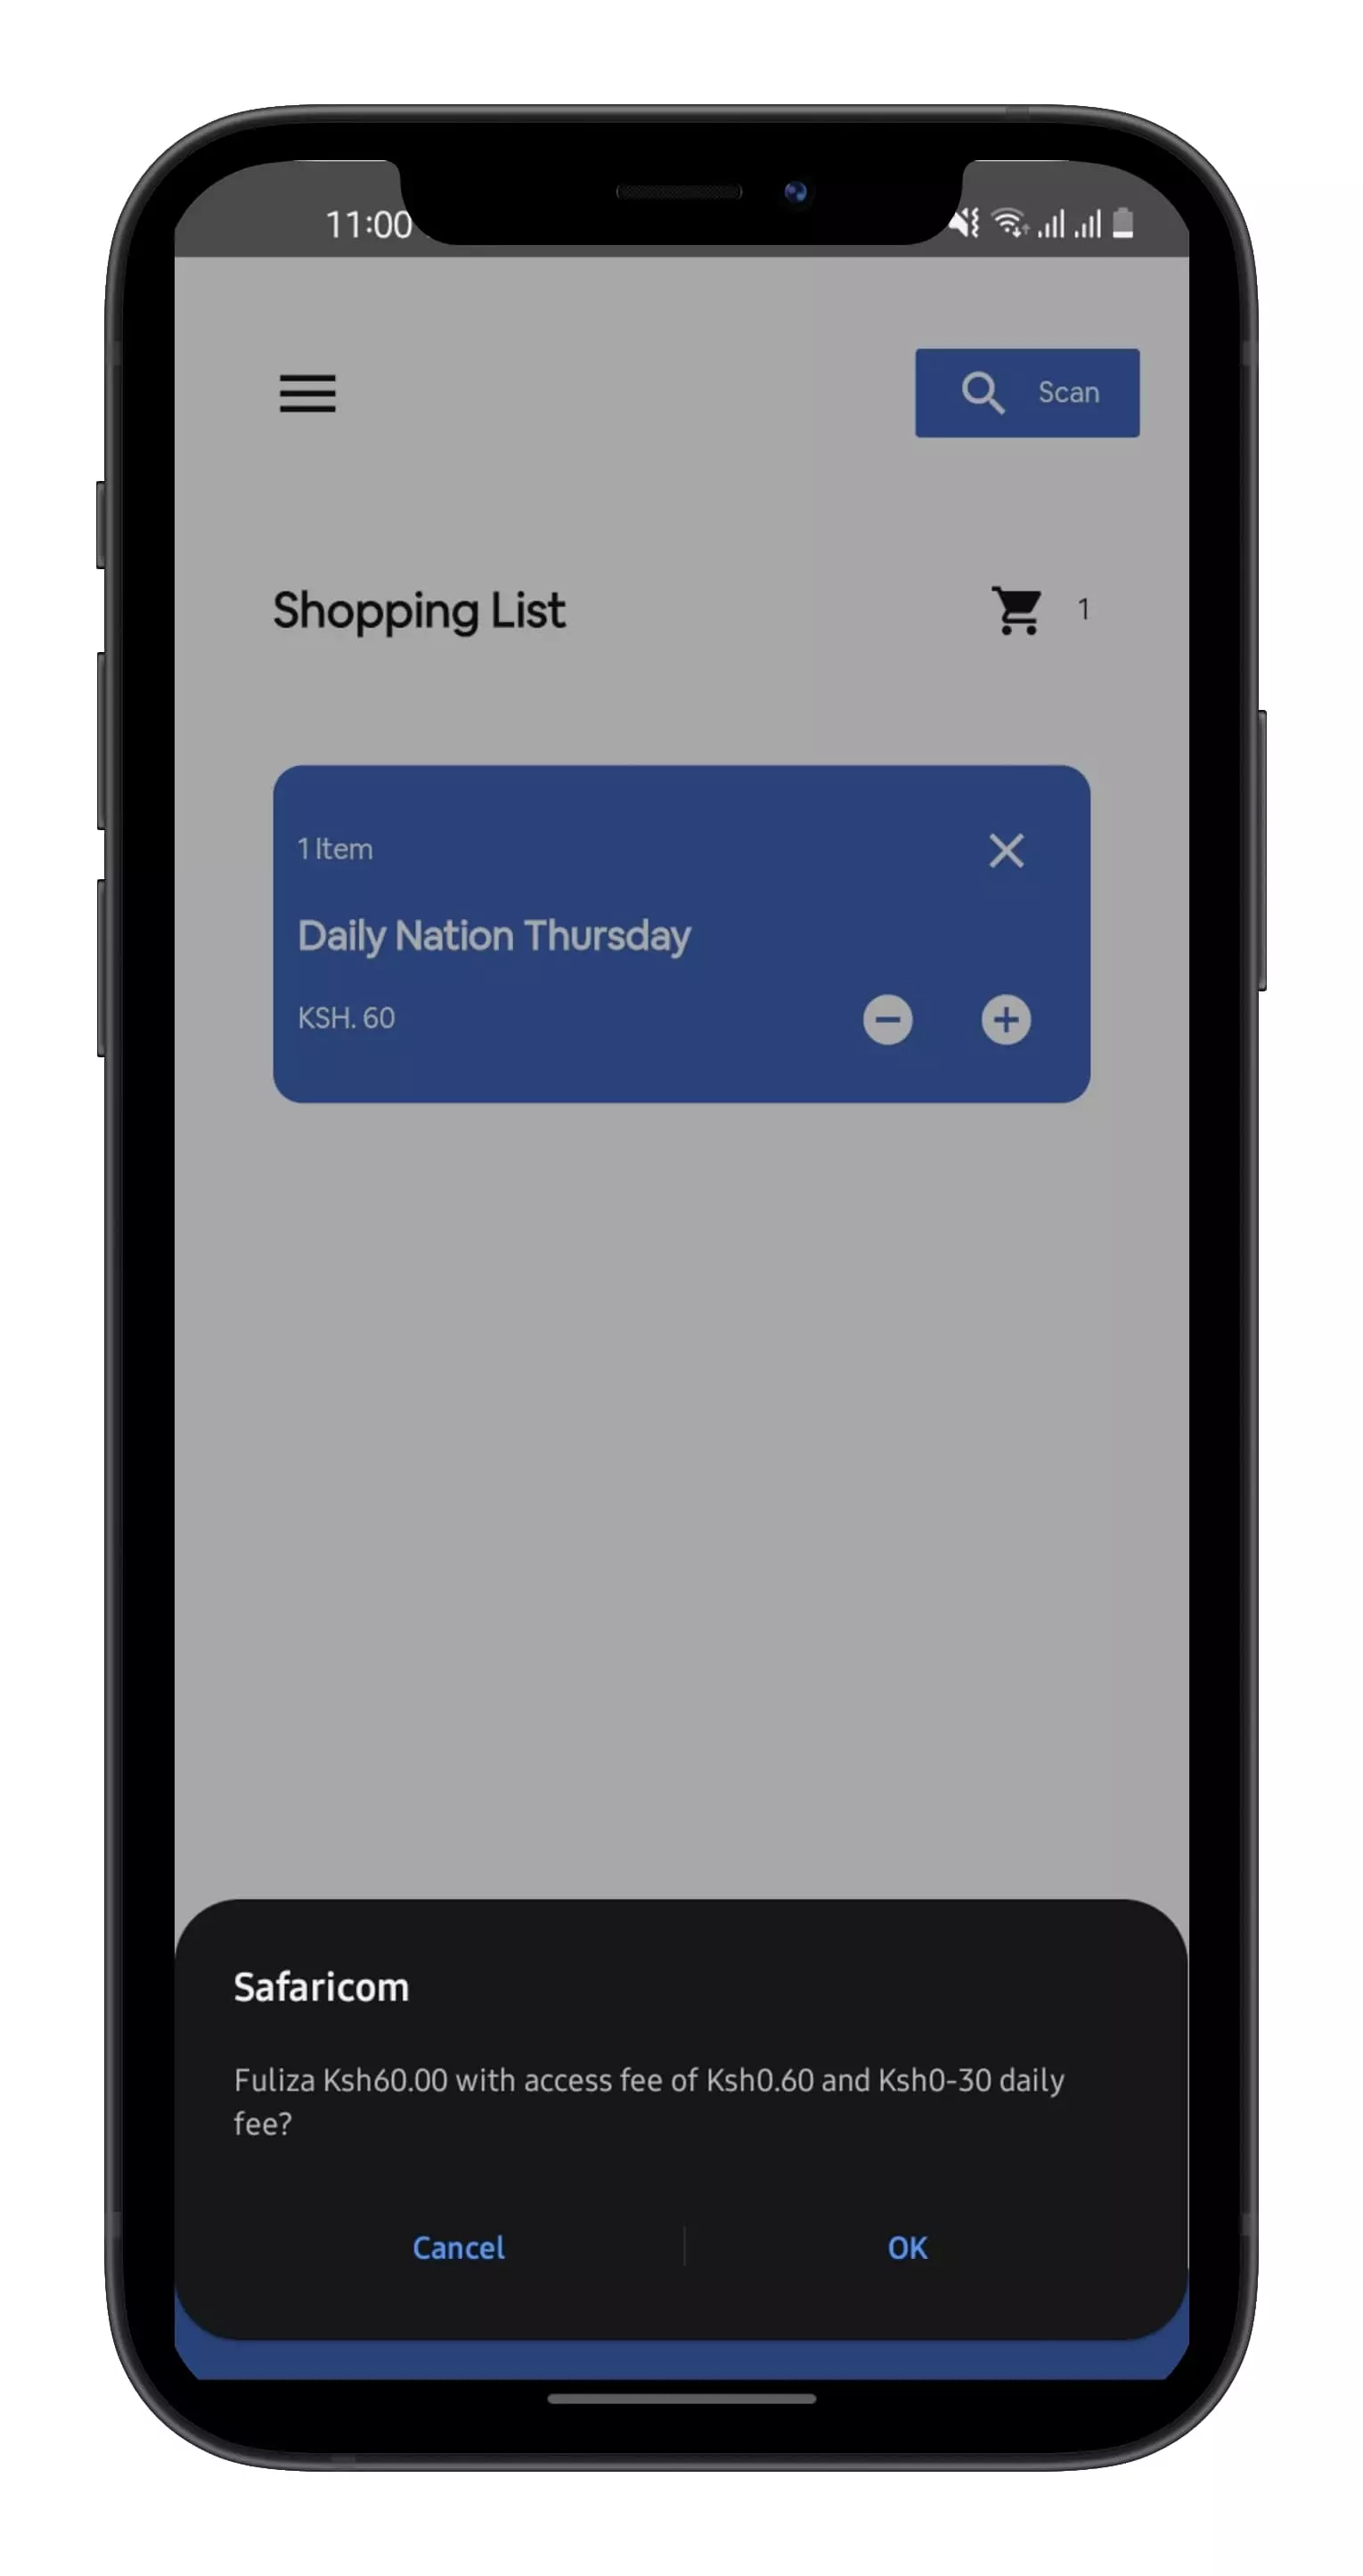 11:00
Scan
Shopping List
1
1 Item
Daily Nation Thursday
KSH. 60
Safaricom
Fuliza Ksh60.00 with access fee of Ksh0.60 and Ksh0-30 daily
fee?
Cancel
OK